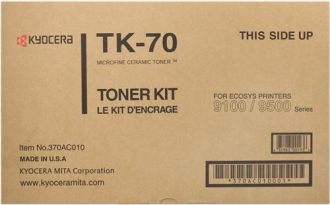 KYOCERA
TK-70
MICROFINE CERAMIC TONER™
THIS SIDE UP
TONER KIT
LE KIT D'ENCRAGE
FOR ECOSYS PRINTERS
9100 / 9500 Series
Item No.370AC010
MADE IN U.S.A
KYOCERA MITA Corporation
www.kyoceramita.com
*370AC010001*